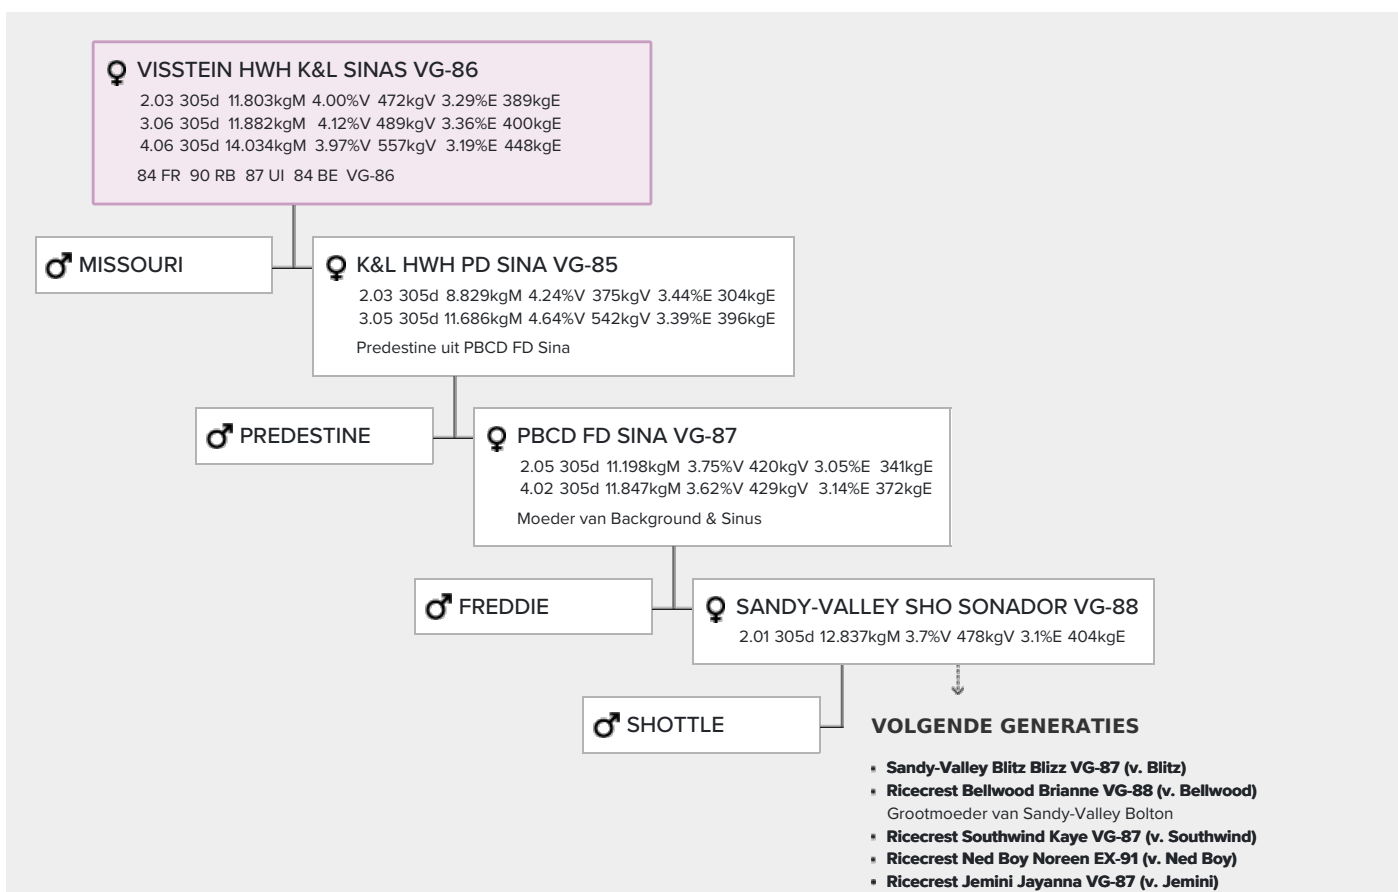 VISSTEIN HWH K&L SINAS VG-86
2.03 305d 11.803kgM 4.00%V 472kgV 3.29%E 389kgE
3.06 305d 11.882kgM 4.12%V 489kgV 3.36%E 400kgE
4.06 305d 14.034kgM 3.97%V 557kgV 3.19%E 448kgE
84 FR 90 RB 87 UI 84 BE VG-86
MISSOURI
K&L HWH PD SINA VG-85
2.03 305d 8.829kgM 4.24%V 375kgV 3.44%E 304kgE
3.05 305d 11.686kgM 4.64%V 542kgV 3.39%E 396kgE
Predestine uit PBCD FD Sina
PREDESTINE
PBCD FD SINA VG-87
2.05 305d 11.198kgM 3.75%V 420kgV 3.05%E 341kgE
4.02 305d 11.847kgM 3.62%V 429kgV 3.14%E 372kgE
Moeder van Background & Sinus
FREDDIE
SANDY-VALLEY SHO SONADOR VG-88
2.01 305d 12.837kgM 3.7%V 478kgV 3.1%E 404kgE
SHOTTLE
VOLGENDE GENERATIES
▪ Sandy-Valley Blitz Blizz VG-87 (v. Blitz)
▪ Ricecrest Bellwood Brianne VG-88 (v. Bellwood)
Grootmoeder van Sandy-Valley Bolton
▪ Ricecrest Southwind Kaye VG-87 (v. Southwind)
▪ Ricecrest Ned Boy Noreen EX-91 (v. Ned Boy)
▪ Ricecrest Jemini Jayanna VG-87 (v. Jemini)